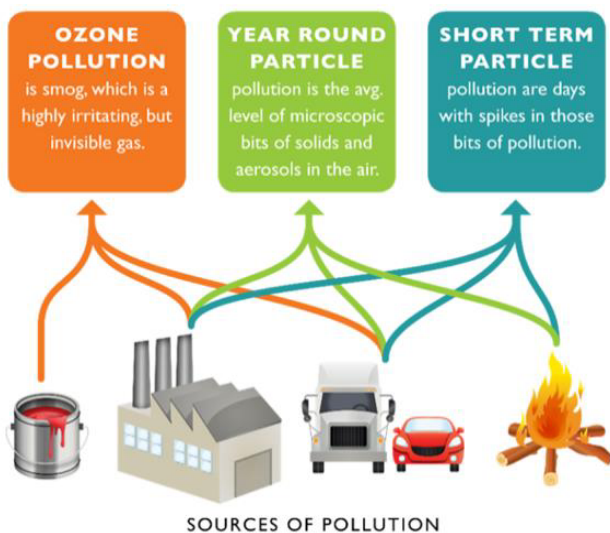 OZONE
POLLUTION
is smog, which is a
highly irritating, but
invisible gas.
YEAR ROUND
PARTICLE
pollution is the avg.
level of microscopic
bits of solids and
aerosols in the air.
SHORT TERM
PARTICLE
pollution are days
with spikes in those
bits of pollution.
SOURCES OF POLLUTION